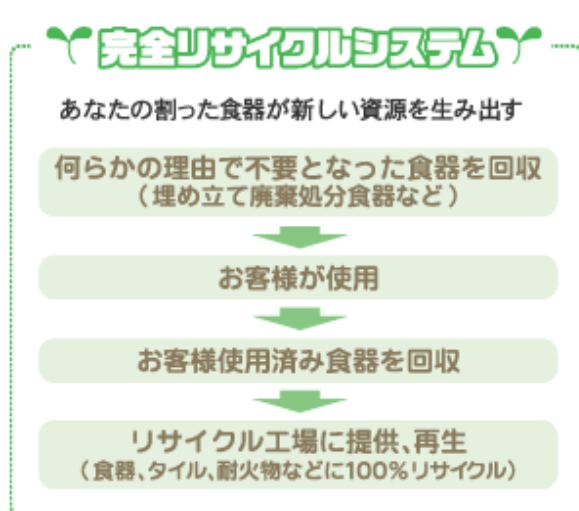 完全リサイクルシステム
あなたの割った食器が新しい資源を生み出す
何らかの理由で不要となった食器を回収
(埋め立て廃棄処分食器など)
お客様が使用
お客様使用済み食器を回収
リサイクル工場に提供、再生
(食器、タイル、耐火物などに100%リサイクル)